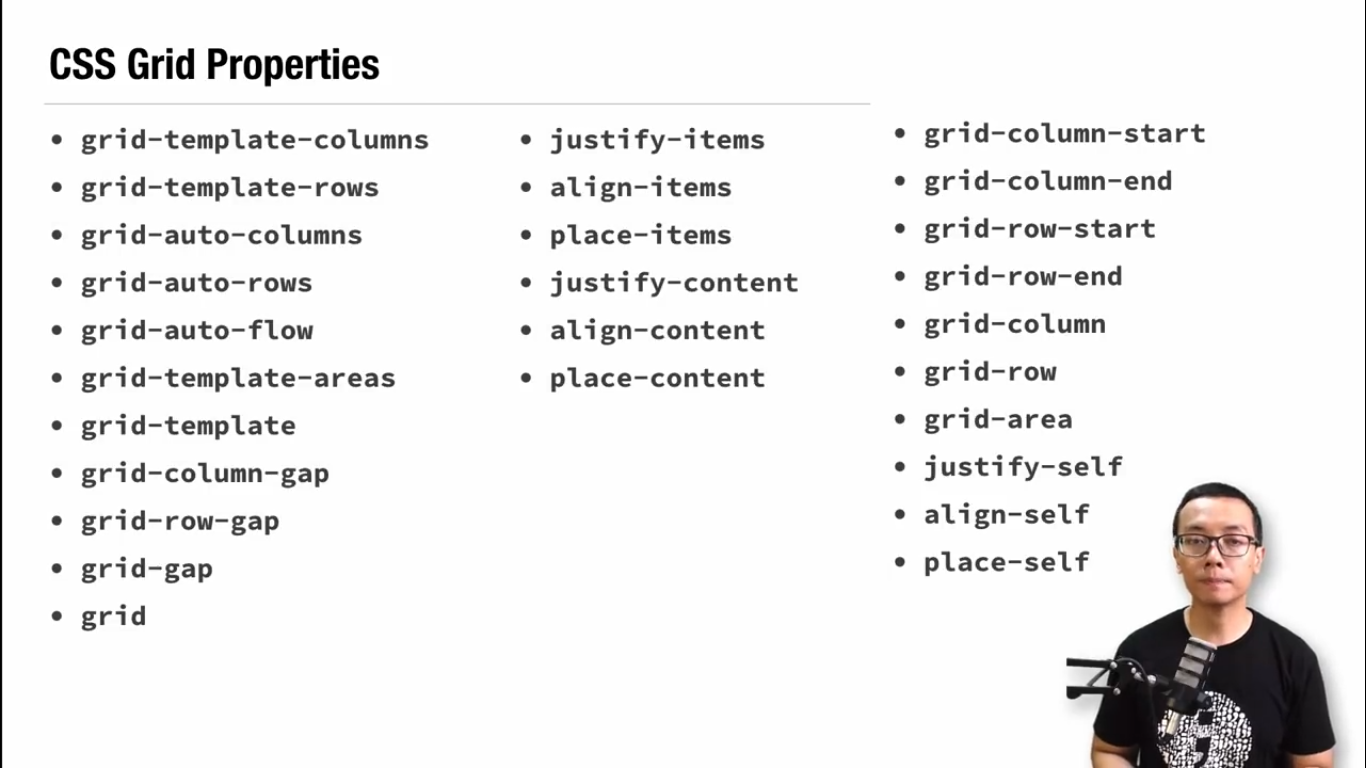 CSS Grid Properties
• grid-template-columns
• grid-template-rows
• grid-auto-columns
• grid-auto-rows
• grid-auto-flow
• grid-template-areas
• grid-template
• grid-column-gap
• grid-row-gap
• grid-gap
• grid
• justify-items
• align-items
• place-items
• justify-content
• align-content
• place-content
• grid-column-start
• grid-column-end
• grid-row-start
• grid-row-end
• grid-column
• grid-row
• grid-area
• justify-self
• align-self
• place-self